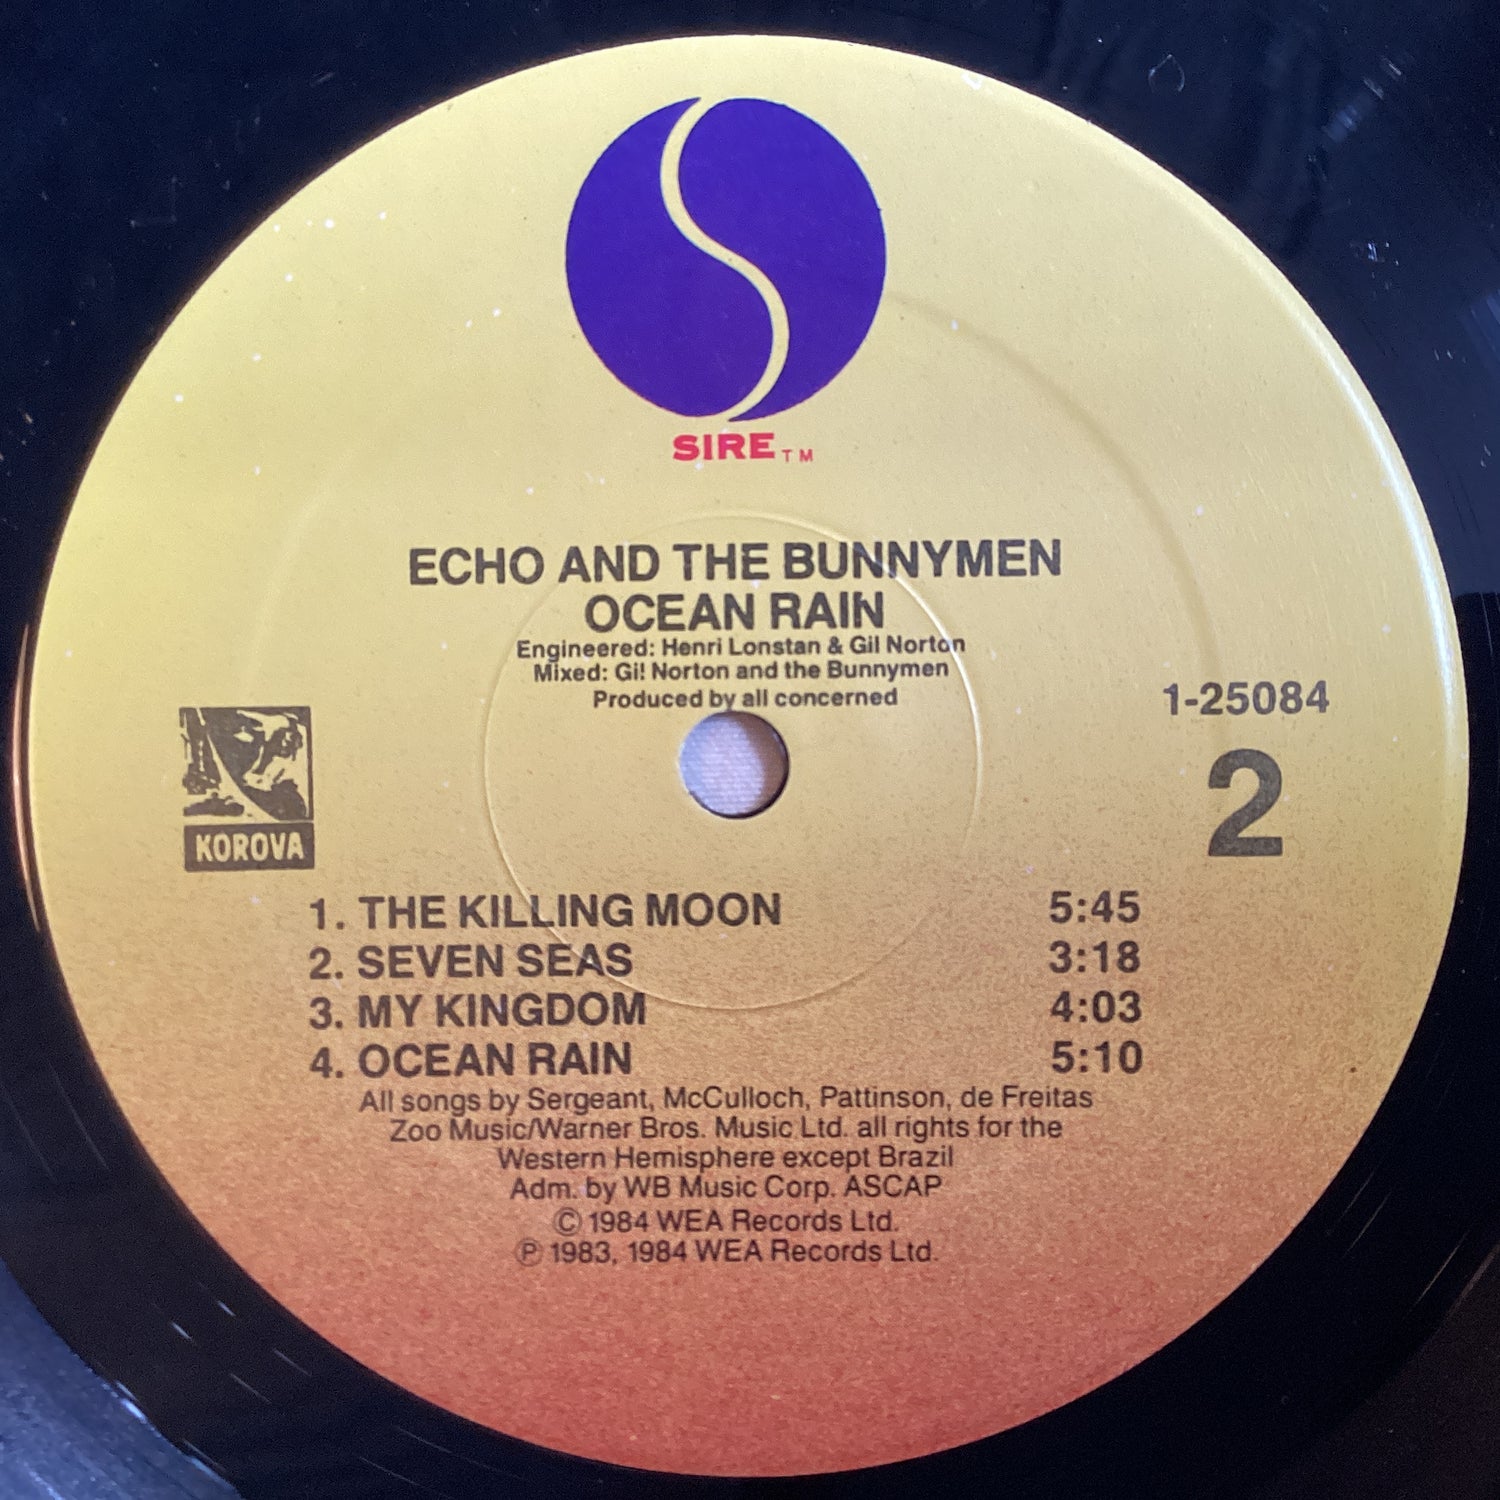 SIRE TM
ECHO AND THE BUNNYMEN
OCEAN RAIN
Engineered: Henri Lonstan & Gil Norton
Mixed: Gil Norton and the Bunnymen
Produced by all concerned
1-25084
2
KOROVA
1. THE KILLING MOON 5:45
2. SEVEN SEAS 3:18
3. MY KINGDOM 4:03
4. OCEAN RAIN 5:10
All songs by Sergeant, McCulloch, Pattinson, de Freitas
Zoo Music/Warner Bros. Music Ltd. all rights for the
Western Hemisphere except Brazil
Adm. by WB Music Corp. ASCAP
© 1984 WEA Records Ltd.
℗ 1983, 1984 WEA Records Ltd.